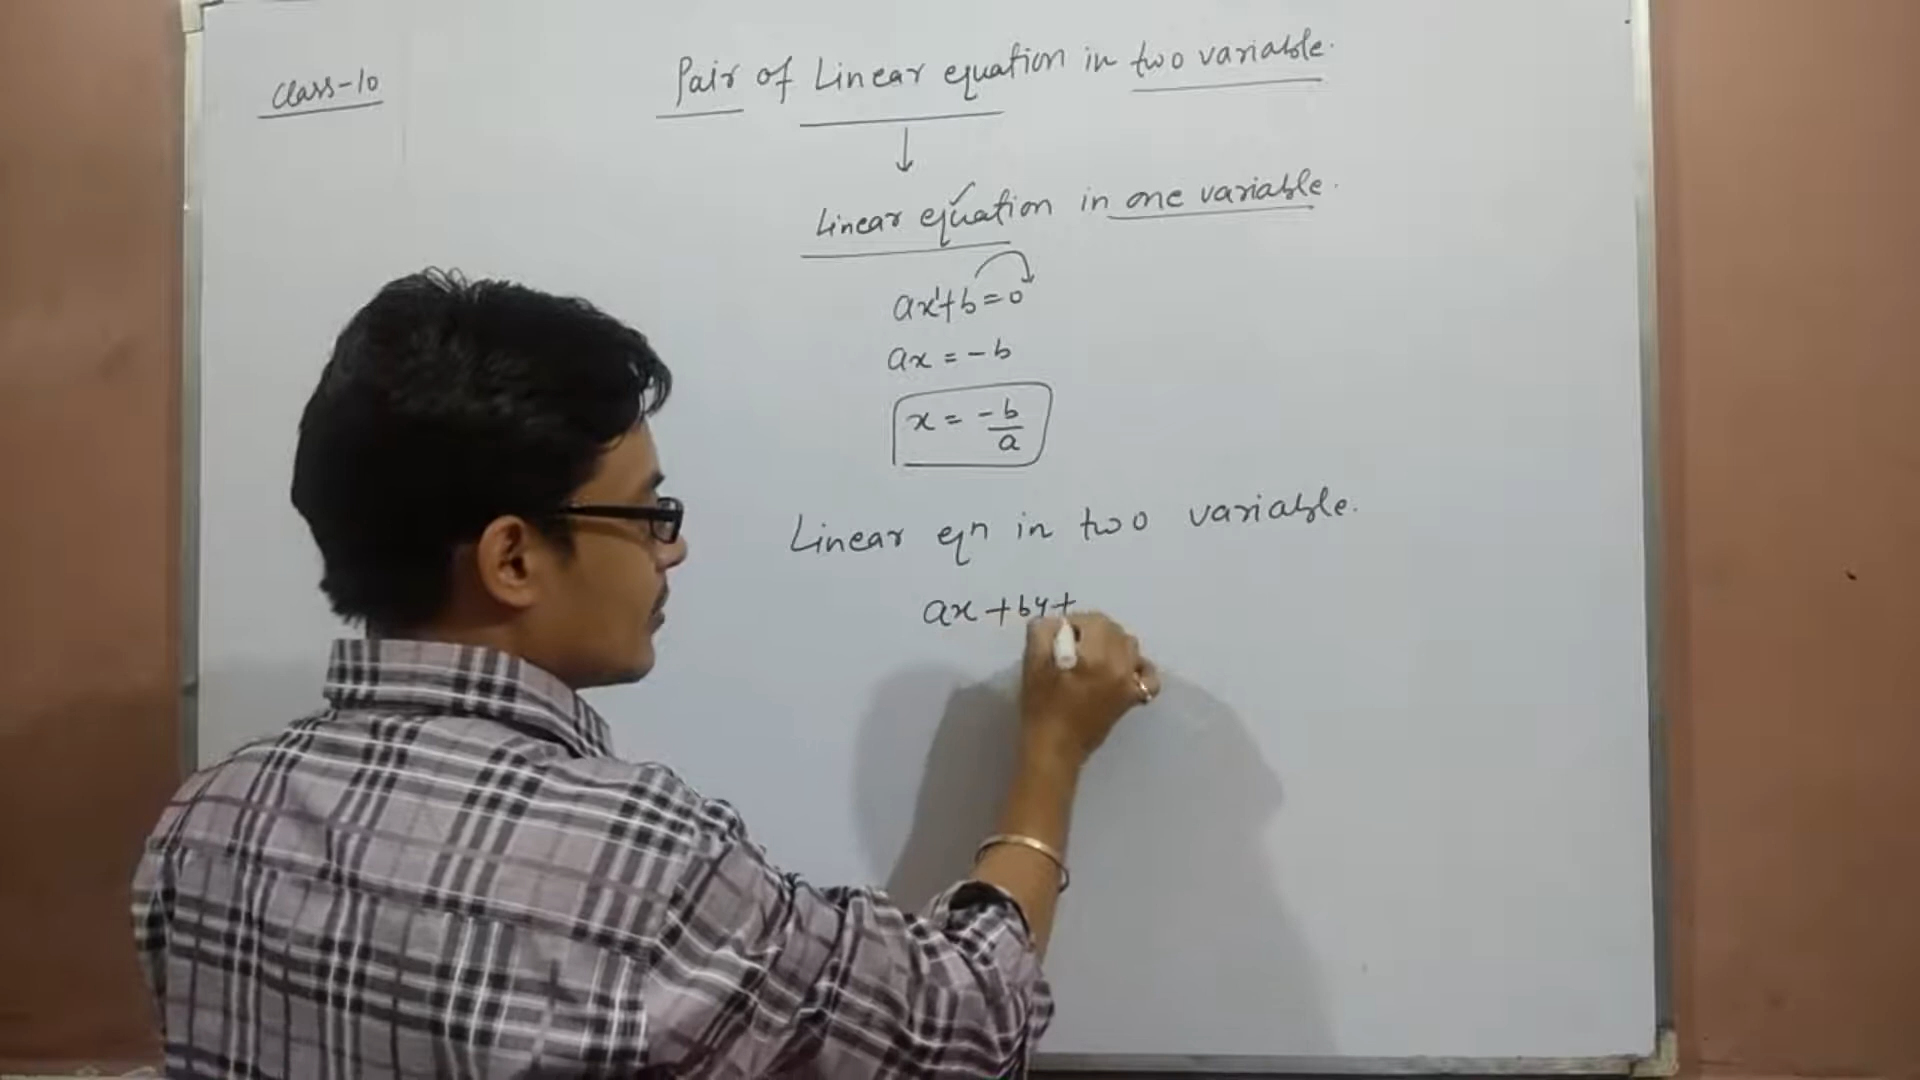 Class-10
Pair of Linear equation in two variable.
↓
Linear equation in one variable.
ax¹+b=0
ax = -b
x = -b/a
Linear eqn in two variable.
ax + by +